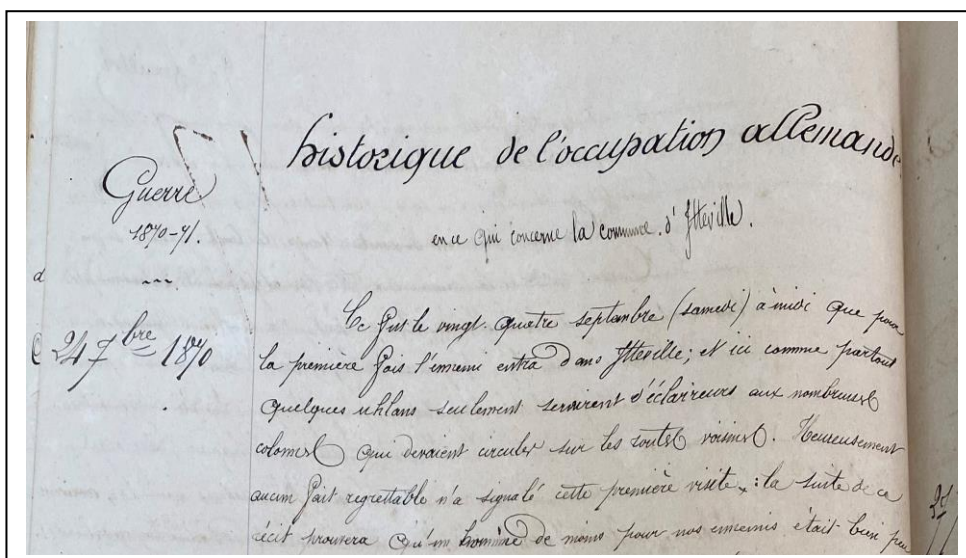 historique de l'occupation allemande
Guerre
1870-71.
en ce qui concerne la commune d'Itteville.
Ce fut le vingt-quatre septembre (samedi) à midi que pour
24 7bre 1870
la première fois l'ennemi entra dans Itteville; et ici comme partout
quelques uhlans seulement servirent d'éclaireurs aux nombreuses
colonnes qui devaient circuler sur les routes voisines. Heureusement
aucun fait regrettable n'a signalé cette première visite: la suite de ce
récit prouvera qu'un homme de moins pour nos ennemis était bien peu